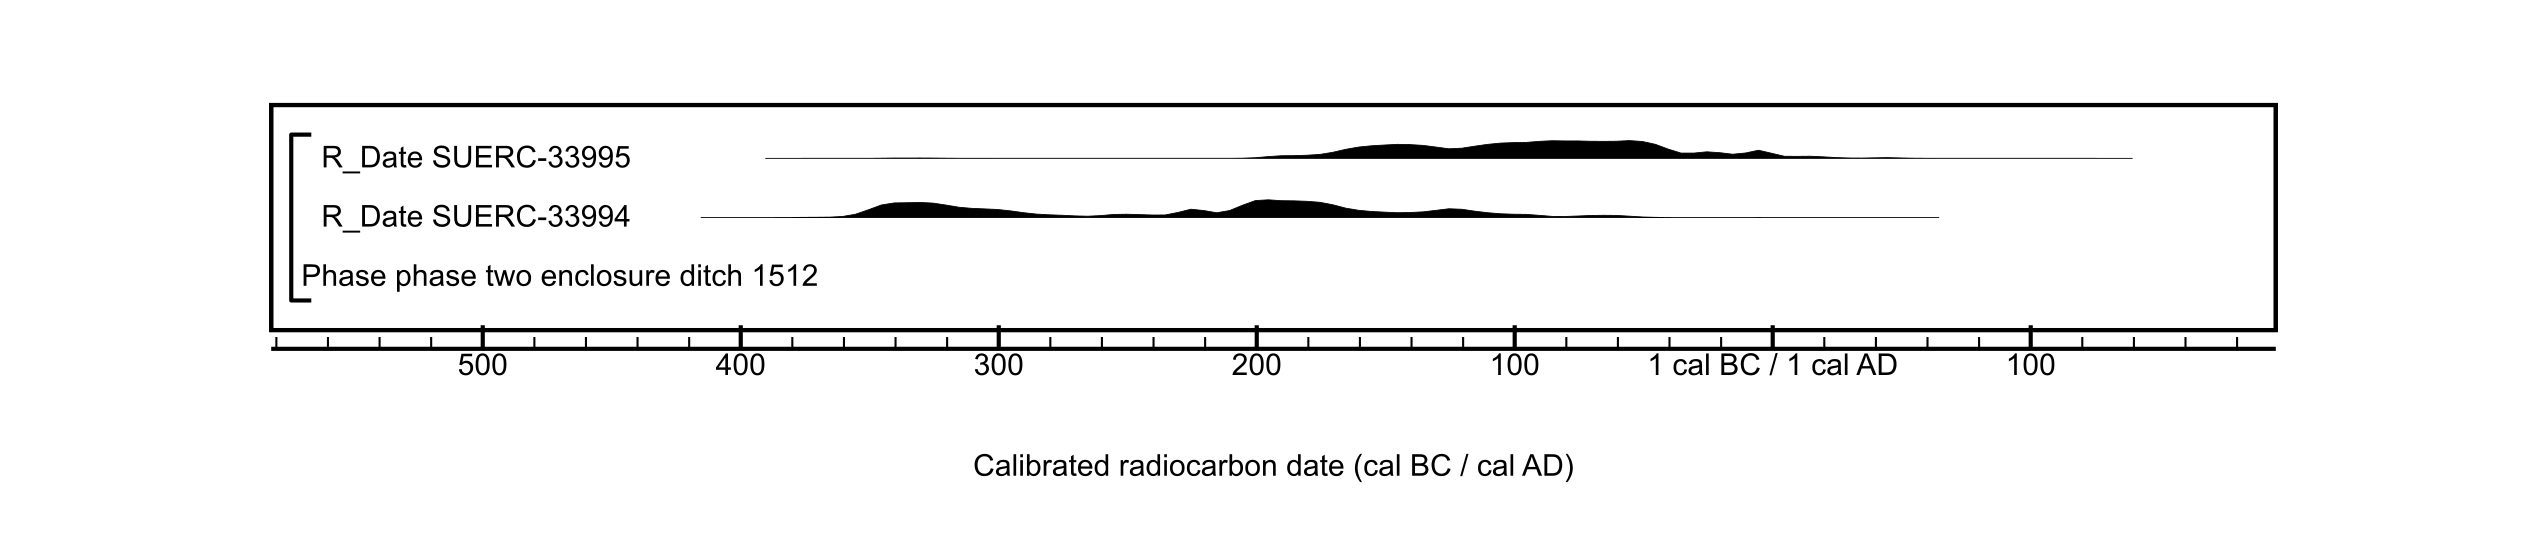 R_Date SUERC-33995
R_Date SUERC-33994
Phase phase two enclosure ditch 1512
500 400 300 200 100 1 cal BC / 1 cal AD 100
Calibrated radiocarbon date (cal BC / cal AD)